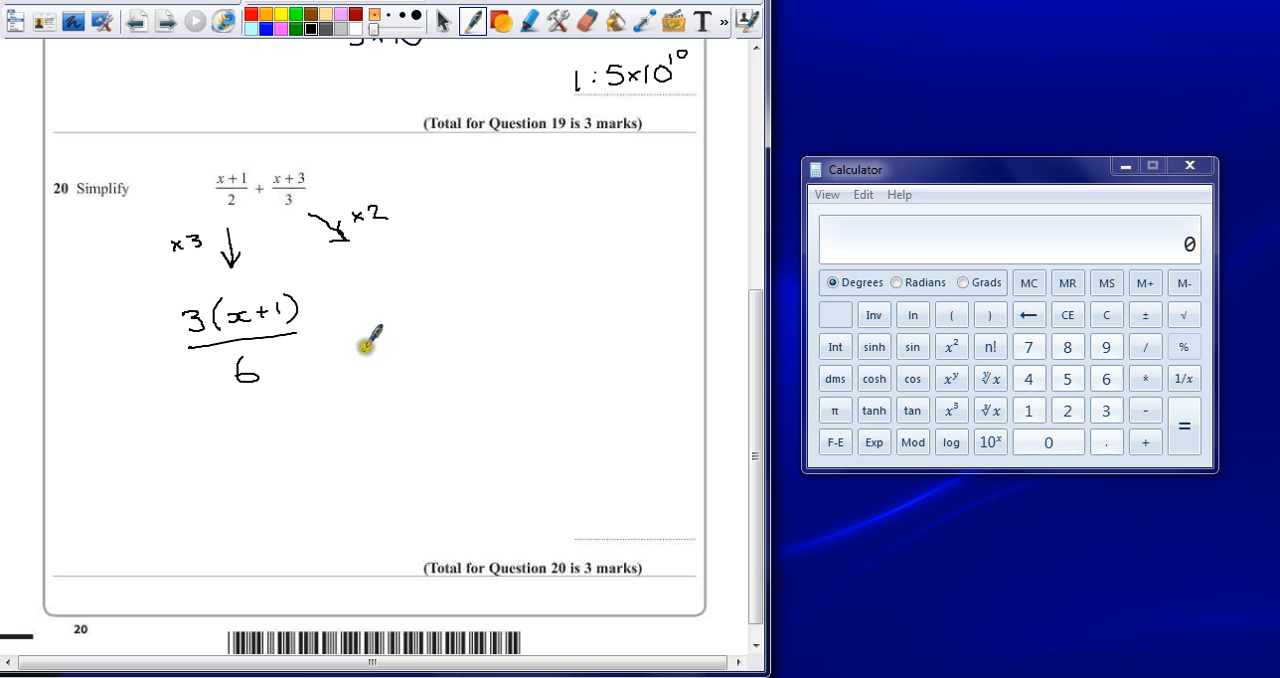 1 : 5×10¹⁰
(Total for Question 19 is 3 marks)
20 Simplify x + 1 / 2 + x + 3 / 3
×3 ×2
3(x+1)
6
(Total for Question 20 is 3 marks)
20
Calculator
View Edit Help
0
Degrees Radians Grads MC MR MS M+ M-
Inv ln ( ) ← CE C ± √
Int sinh sin x² n! 7 8 9 / %
dms cosh cos xʸ ʸ√x 4 5 6 * 1/x
π tanh tan x³ ³√x 1 2 3 - =
F-E Exp Mod log 10ˣ 0 . +